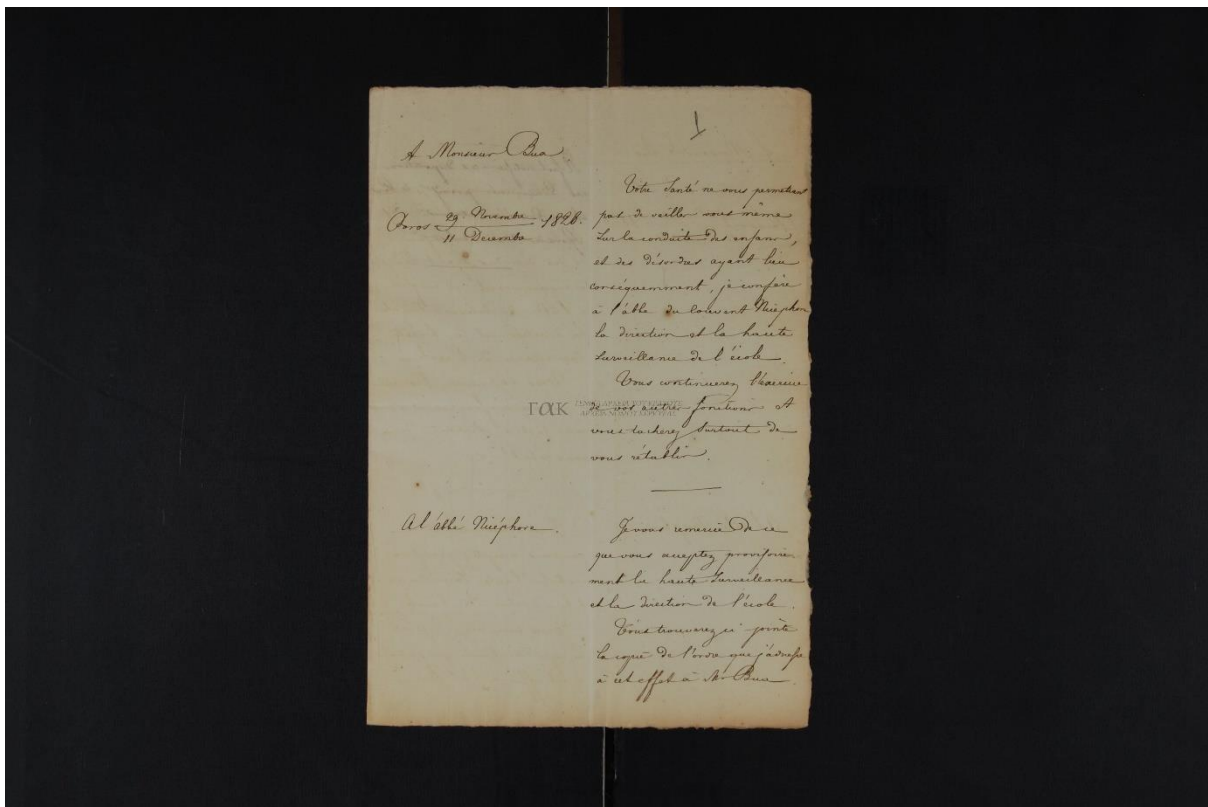 1
A Monsieur Bua
Poros 29 Novembre / 11 Decembre 1828.
Votre Santé ne vous permettant
pas de veiller vous même
Sur la conduite des enfans,
et des désordres ayant lieu
conséquemment, je confère
à l'abbé du Couvent Nicéphore
la direction et la haute
Surveillance de l'école.
Vous continuerez l'exercice
de vos autres fonctions et
vous tacherez Surtout de
vous rétablir.
A l'abbé Nicéphore.
Je vous remercie de ce
que vous acceptez provisoire-
ment la haute Surveillance
et la direction de l'école.
Vous trouverez ci-jointe
la copie de l'ordre que j'adresse
à cet effet à Mr Bua.
ΓΑΚ